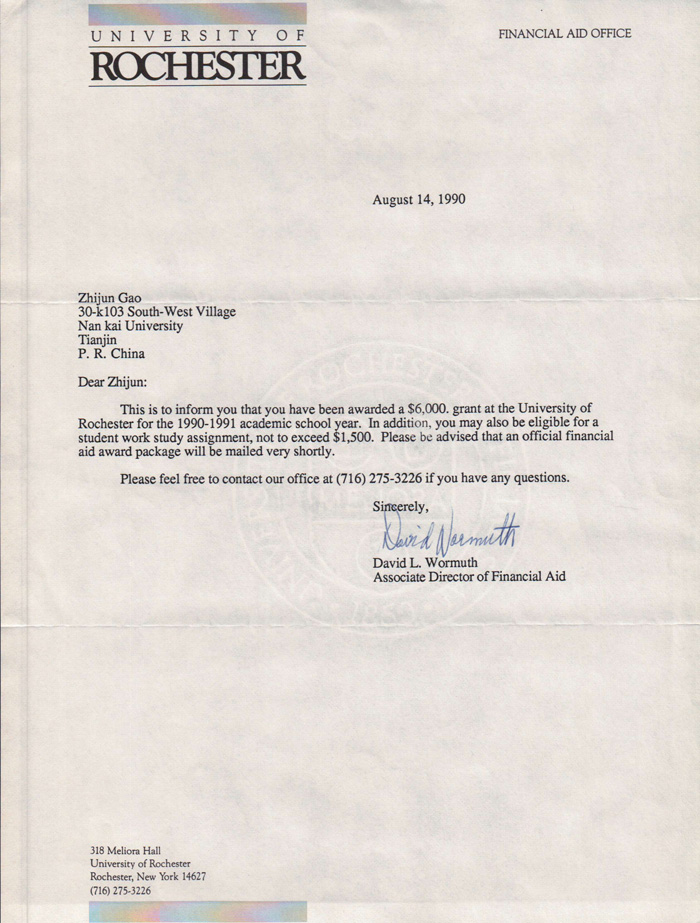 UNIVERSITY OF
ROCHESTER
FINANCIAL AID OFFICE
August 14, 1990
Zhijun Gao
30-k103 South-West Village
Nan kai University
Tianjin
P. R. China
Dear Zhijun:
This is to inform you that you have been awarded a $6,000. grant at the University of
Rochester for the 1990-1991 academic school year. In addition, you may also be eligible for a
student work study assignment, not to exceed $1,500. Please be advised that an official financial
aid award package will be mailed very shortly.
Please feel free to contact our office at (716) 275-3226 if you have any questions.
Sincerely,
David Wormuth
David L. Wormuth
Associate Director of Financial Aid
318 Meliora Hall
University of Rochester
Rochester, New York 14627
(716) 275-3226